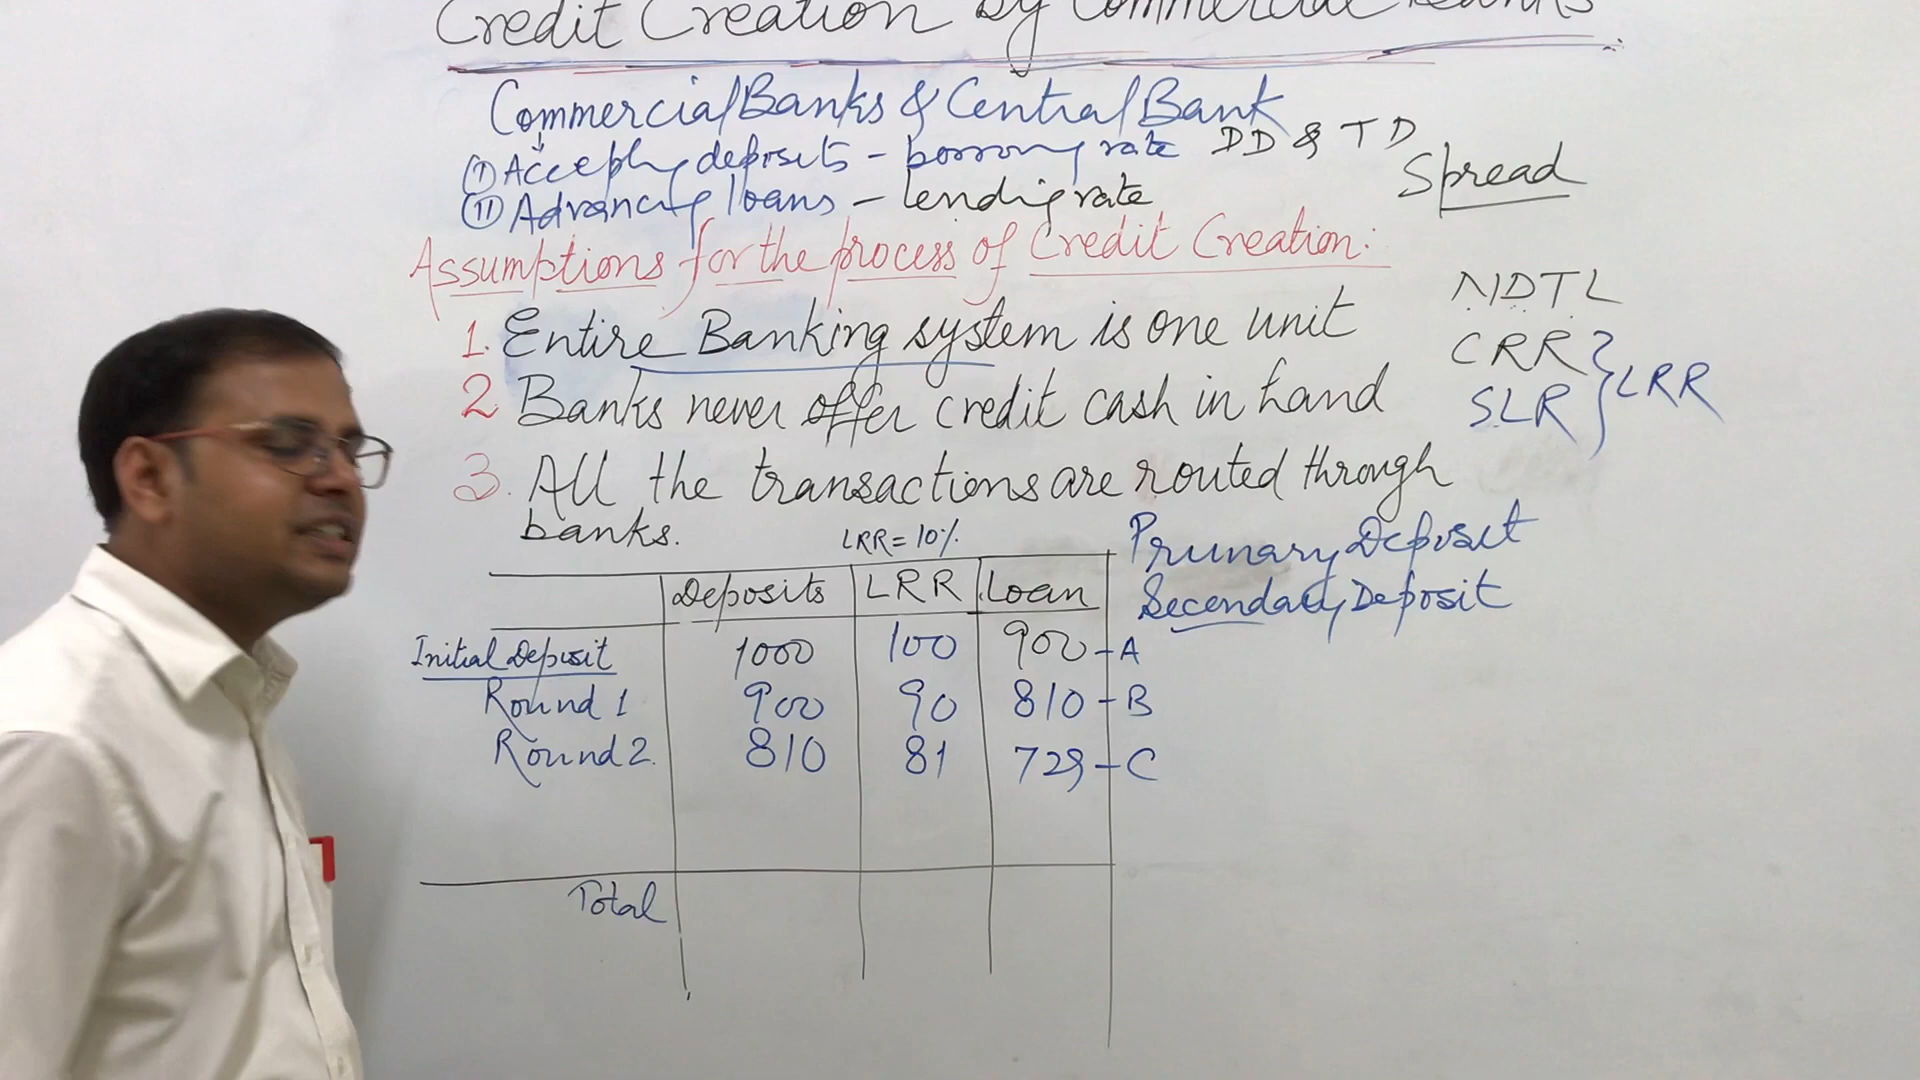 Credit Creation by Commercial Banks
Commercial Banks & Central Bank
(I) Accepting deposits - borrowing rate DD & TD
(II) Advancing loans - lending rate
Spread
Assumptions for the process of Credit Creation:
1. Entire Banking system is one unit
2 Banks never offer credit cash in hand
3. All the transactions are routed through
banks.
NDTL
CRR
SLR
LRR
LRR = 10%
Primary Deposit
Secendary Deposit
Deposits LRR Loan
Initial Deposit 1000 100 900 - A
Round 1 900 90 810 - B
Round 2. 810 81 729 - C
Total